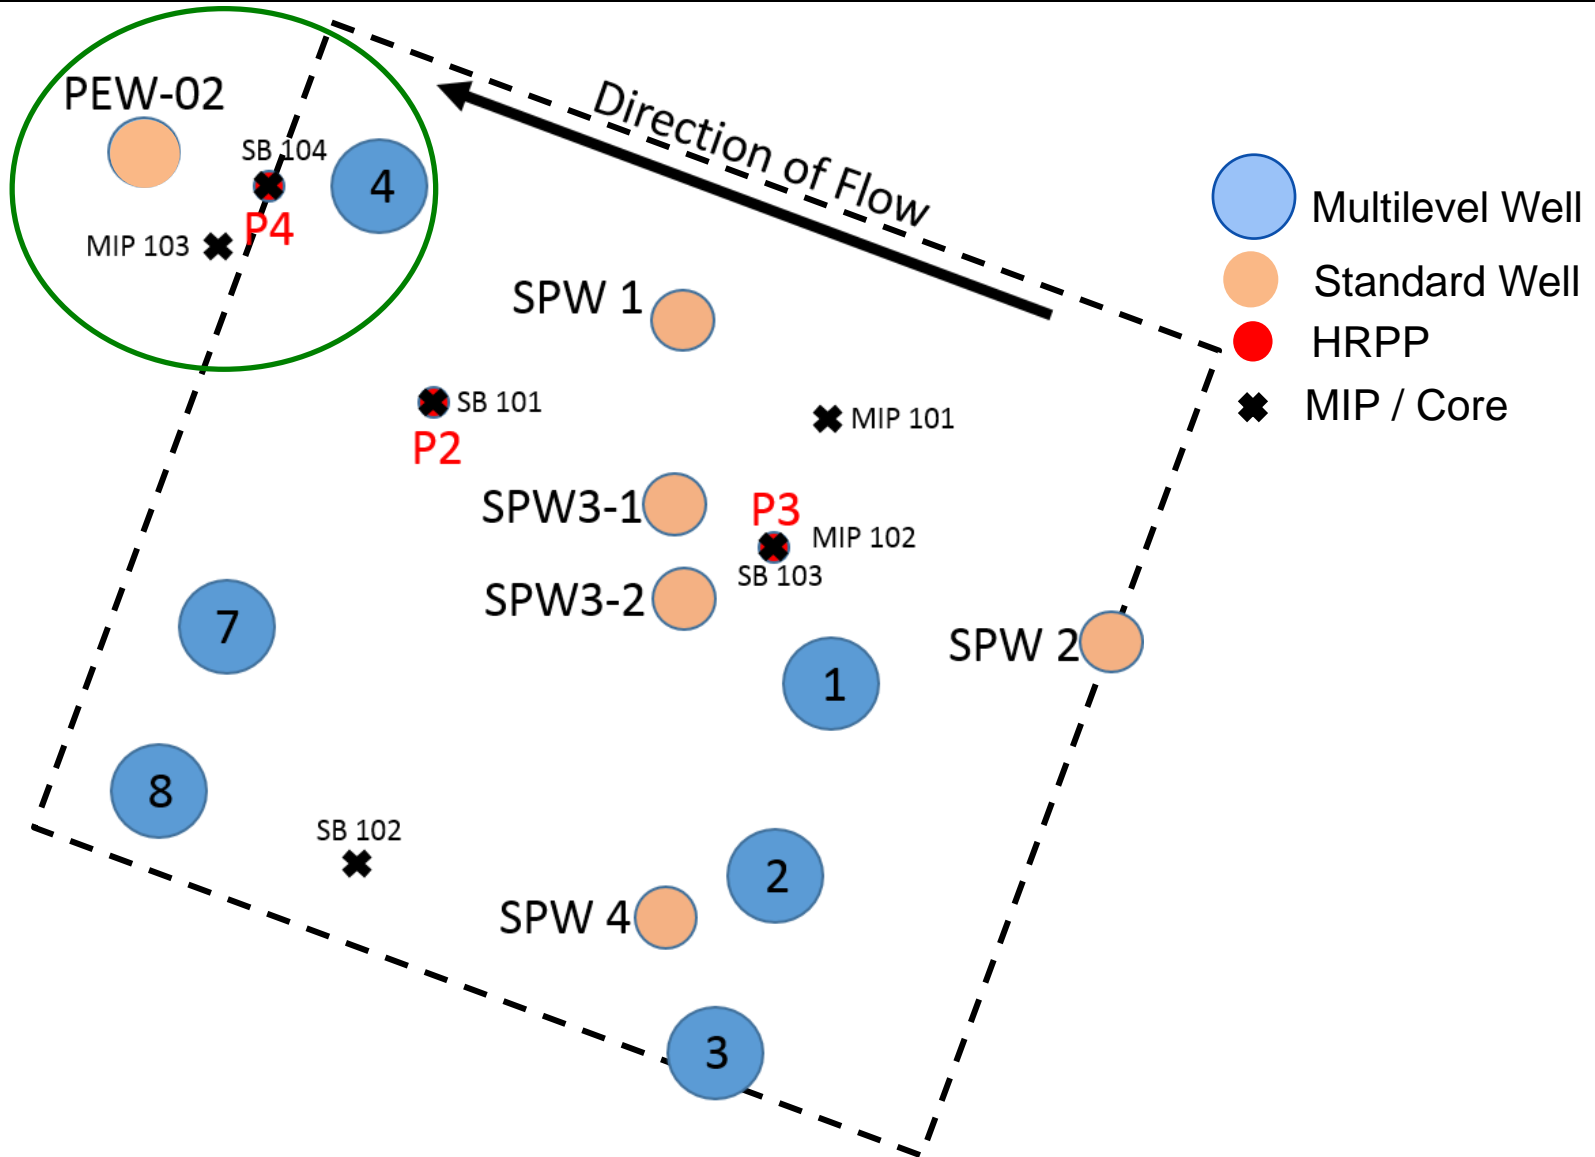 PEW-02
SB 104
4
P4
MIP 103
Direction of Flow
Multilevel Well
Standard Well
HRPP
MIP / Core
SPW 1
SB 101
P2
MIP 101
SPW3-1
P3
MIP 102
SB 103
SPW3-2
7
1
SPW 2
8
SB 102
2
SPW 4
3